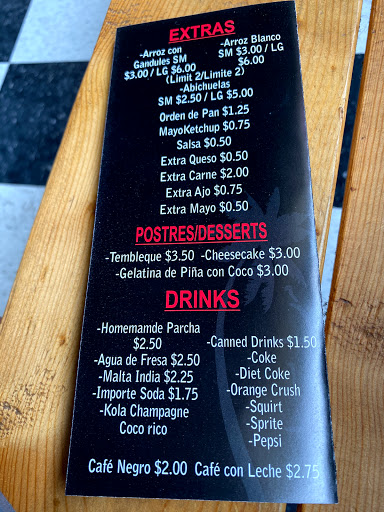 EXTRAS
-Arroz con
Gandules SM
$3.00 / LG $6.00
-Arroz Blanco
SM $3.00 / LG
$6.00
(Limit 2/Limite 2)
-Abichuelas
SM $2.50 / LG $5.00
Orden de Pan $1.25
MayoKetchup $0.75
Salsa $0.50
Extra Queso $0.50
Extra Carne $2.00
Extra Ajo $0.75
Extra Mayo $0.50
POSTRES/DESSERTS
-Tembleque $3.50 -Cheesecake $3.00
-Gelatina de Piña con Coco $3.00
DRINKS
-Homemamde Parcha
$2.50
-Agua de Fresa $2.50
-Malta India $2.25
-Importe Soda $1.75
-Kola Champagne
Coco rico
-Canned Drinks $1.50
-Coke
-Diet Coke
-Orange Crush
-Squirt
-Sprite
-Pepsi
Café Negro $2.00 Café con Leche $2.75